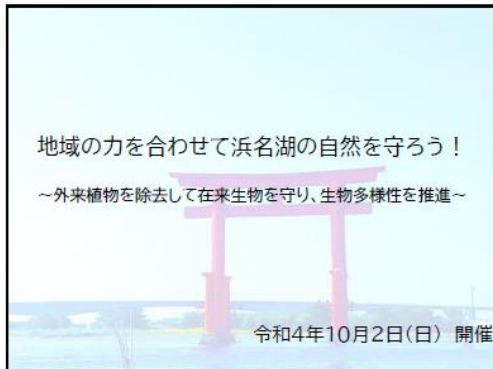 地域の力を合わせて浜名湖の自然を守ろう！
～外来植物を除去して在来生物を守り、生物多様性を推進～
令和4年10月2日(日) 開催